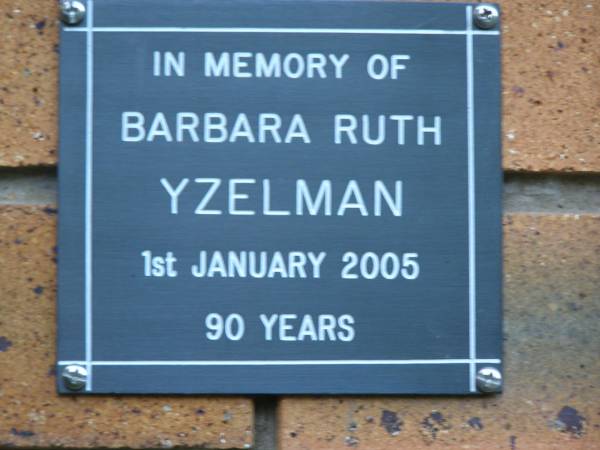 IN MEMORY OF
BARBARA RUTH
YZELMAN
1st JANUARY 2005
90 YEARS